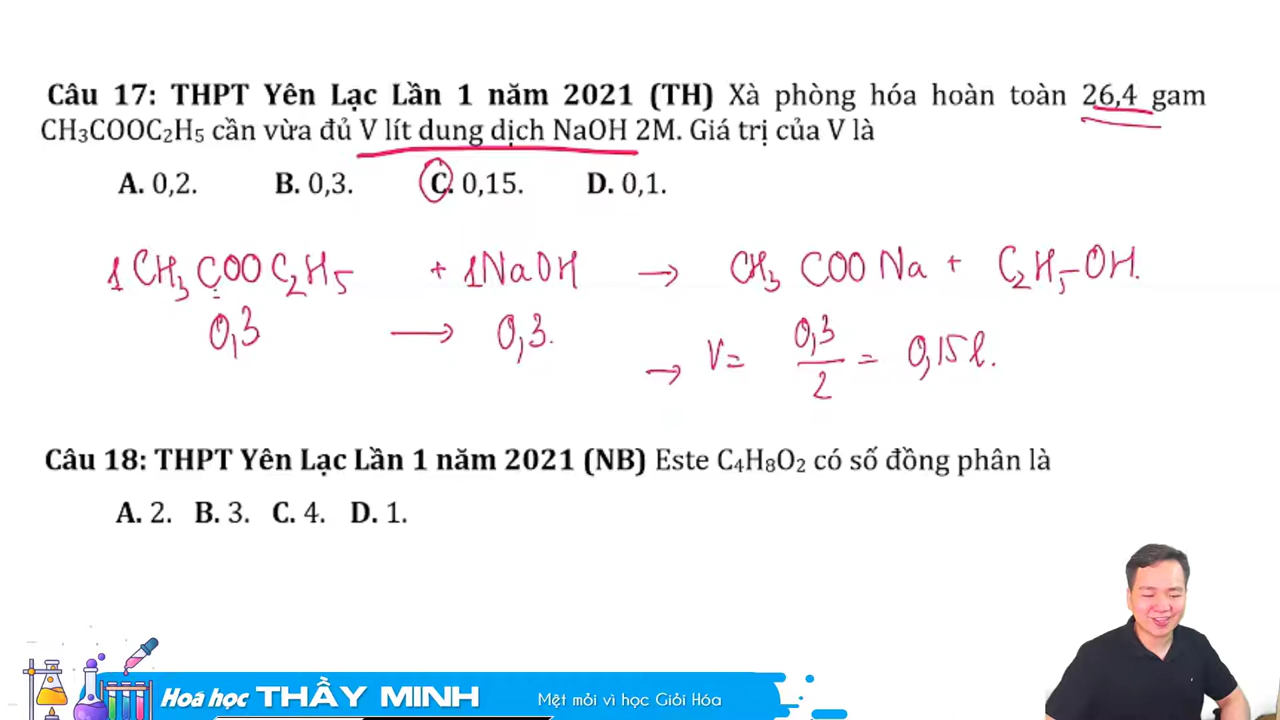 Câu 17: THPT Yên Lạc Lần 1 năm 2021 (TH) Xà phòng hóa hoàn toàn 26,4 gam
CH₃COOC₂H₅ cần vừa đủ V lít dung dịch NaOH 2M. Giá trị của V là
A. 0,2. B. 0,3. C. 0,15. D. 0,1.
1CH₃COOC₂H₅ + 1NaOH → CH₃COONa + C₂H₅-OH.
0,3 → 0,3.
→ V = 0,3/2 = 0,15 l.
Câu 18: THPT Yên Lạc Lần 1 năm 2021 (NB) Este C₄H₈O₂ có số đồng phân là
A. 2. B. 3. C. 4. D. 1.
Hoá học THẦY MINH Mệt mỏi vì học Giỏi Hóa